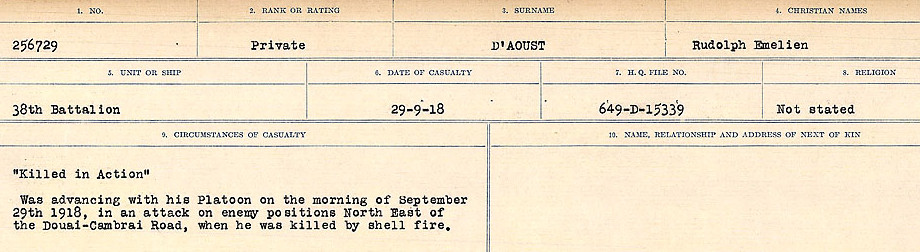 1. NO. 2. RANK OR RATING 3. SURNAME 4. CHRISTIAN NAMES
256729 Private D'AOUST Rudolph Emelien
5. UNIT OR SHIP 6. DATE OF CASUALTY 7. H. Q. FILE NO. 8. RELIGION
38th Battalion 29-9-18 649-D-15339 Not stated
9. CIRCUMSTANCES OF CASUALTY 10. NAME, RELATIONSHIP AND ADDRESS OF NEXT OF KIN
"Killed in Action"
Was advancing with his Platoon on the morning of September
29th 1918, in an attack on enemy positions North East of
the Douai-Cambrai Road, when he was killed by shell fire.